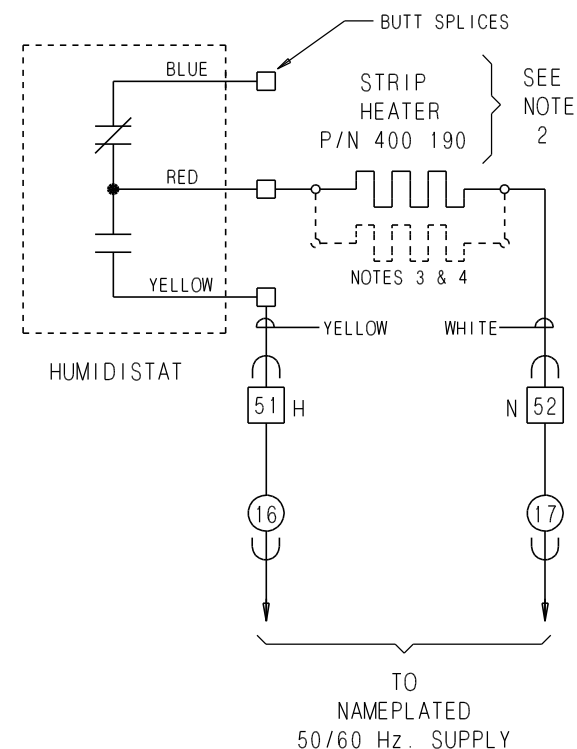 BUTT SPLICES
BLUE
STRIP
HEATER
P/N 400 190
SEE
NOTE
2
RED
NOTES 3 & 4
YELLOW
YELLOW
WHITE
HUMIDISTAT
51 H
N 52
16
17
TO
NAMEPLATED
50/60 Hz. SUPPLY